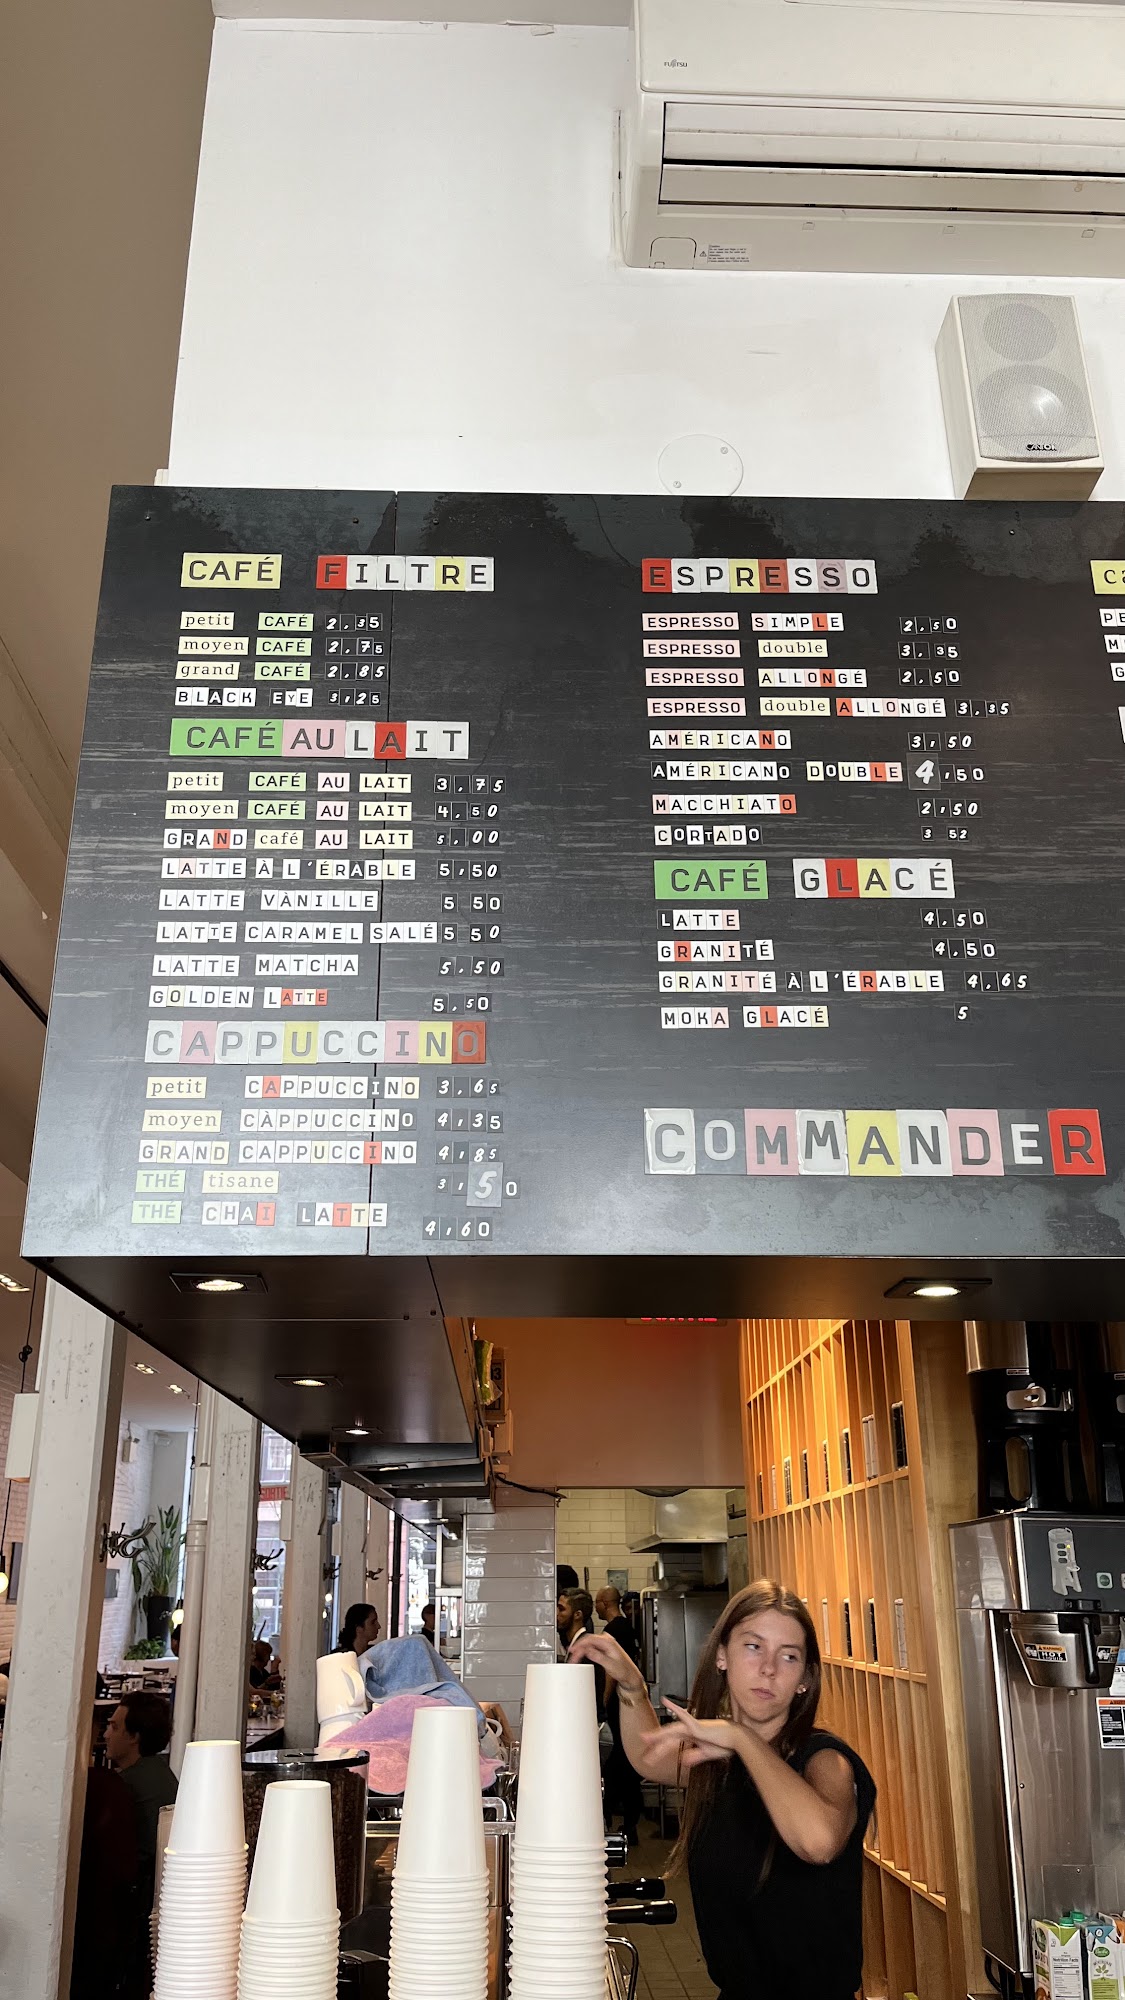 FUJITSU
CANOR
CAFÉ FILTRE
petit CAFÉ 2,35
moyen CAFÉ 2,75
grand CAFÉ 2,85
BLACK EYE 3,25
CAFÉ AU LAIT
petit CAFÉ AU LAIT 3,75
moyen CAFÉ AU LAIT 4,50
GRAND café AU LAIT 5,00
LATTE À L'ÉRABLE 5,50
LATTE VÀNILLE 5 50
LATTE CARAMEL SALÉ 5 50
LATTE MATCHA 5,50
GOLDEN LATTE 5,50
CAPPUCCINO
petit CAPPUCCINO 3,65
moyen CÀPPUCCINO 4,35
GRAND CAPPUCCINO 4,85
THÉ tisane 3,50
THÉ CHAI LATTE 4,60
ESPRESSO
ESPRESSO SIMPLE 2,50
ESPRESSO double 3,35
ESPRESSO ALLONGÉ 2,50
ESPRESSO double ALLONGÉ 3,35
AMÉRICANO 3,50
AMÉRICANO DOUBLE 4,50
MACCHIATO 2,50
CORTADO 3 52
CAFÉ GLACÉ
LATTE 4,50
GRANITÉ 4,50
GRANITÉ À L'ÉRABLE 4,65
MOKA GLACÉ 5
COMMANDER
HOT